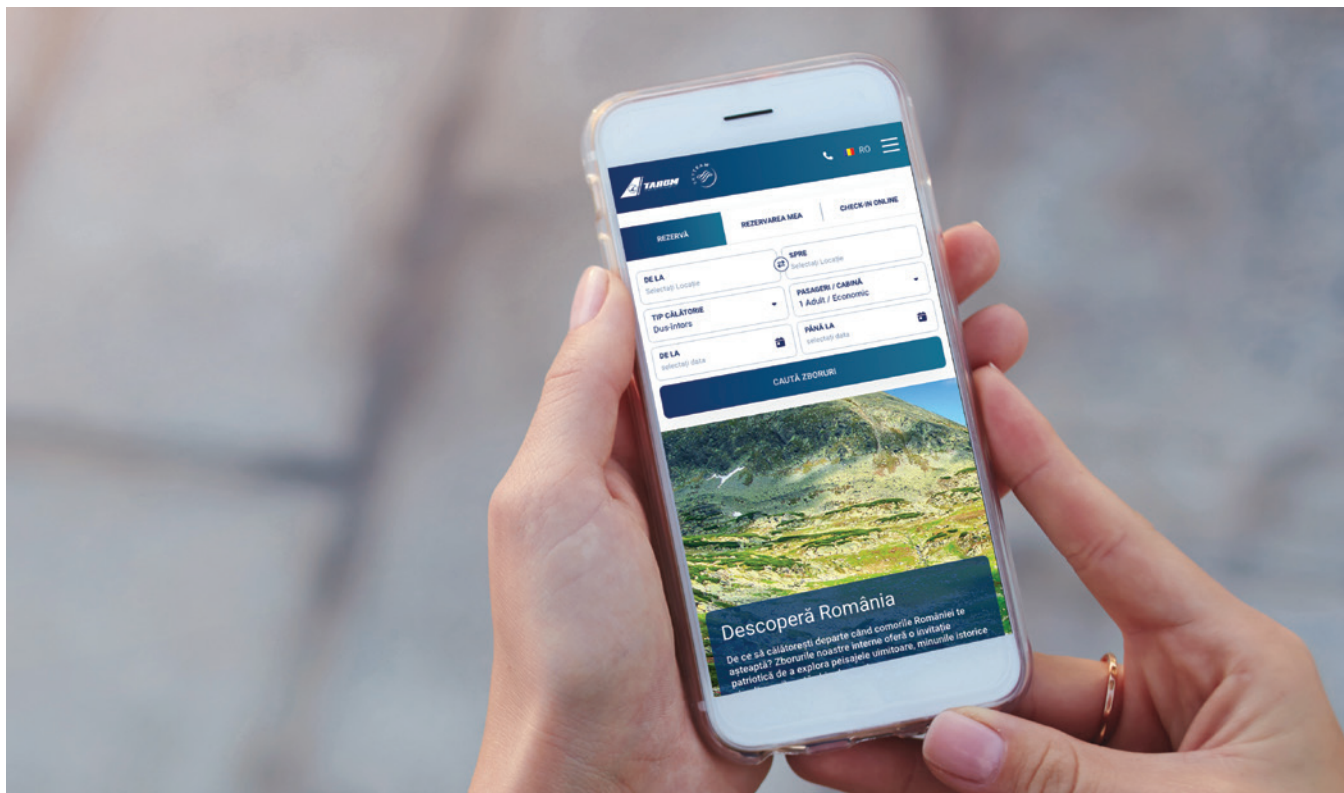 TAROM
RO
REZERVĂ
REZERVAREA MEA
CHECK-IN ONLINE
DE LA
Selectați Locație
SPRE
Selectați Locație
TIP CĂLĂTORIE
Dus-întors
PASAGERI / CABINĂ
1 Adult / Economic
DE LA
selectați data
PÂNĂ LA
selectați data
CAUTĂ ZBORURI
Descoperă România
De ce să călătorești departe când comorile României te
așteaptă? Zborurile noastre interne oferă o invitație
patriotică de a explora peisajele uimitoare, minunile istorice